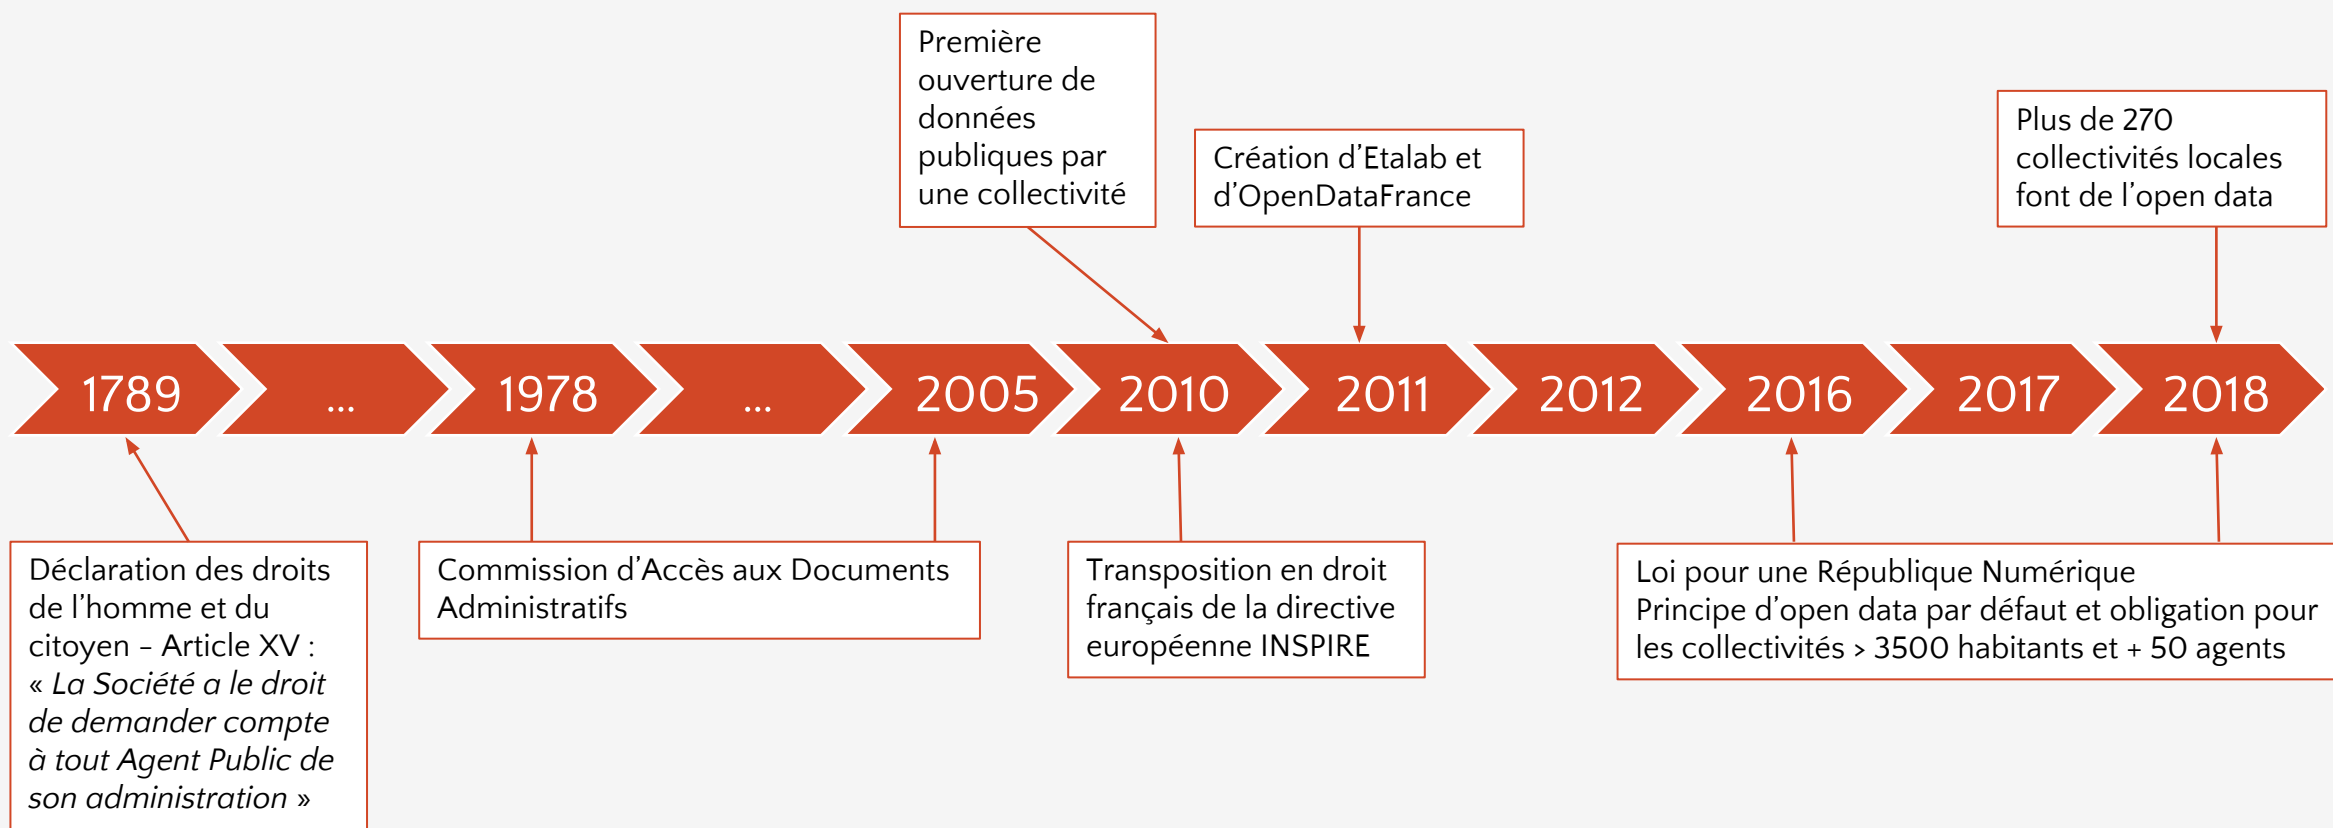 Première
ouverture de
données
publiques par
une collectivité
Création d’Etalab et
d’OpenDataFrance
Plus de 270
collectivités locales
font de l’open data
1789
...
1978
...
2005
2010
2011
2012
2016
2017
2018
Déclaration des droits
de l’homme et du
citoyen – Article XV :
« La Société a le droit
de demander compte
à tout Agent Public de
son administration »
Commission d’Accès aux Documents
Administratifs
Transposition en droit
français de la directive
européenne INSPIRE
Loi pour une République Numérique
Principe d’open data par défaut et obligation pour
les collectivités > 3500 habitants et + 50 agents